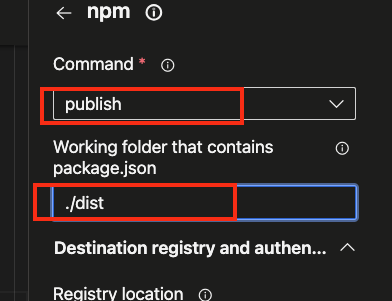 npm
Command *
publish
Working folder that contains
package.json
./dist
Destination registry and authen...
Registry location